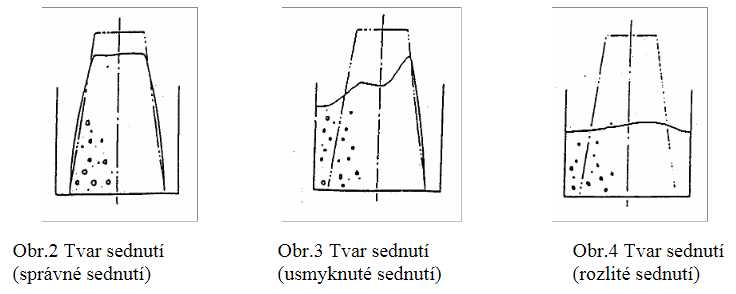 Obr.2 Tvar sednutí
(správné sednutí)
Obr.3 Tvar sednutí
(usmyknuté sednutí)
Obr.4 Tvar sednutí
(rozlité sednutí)